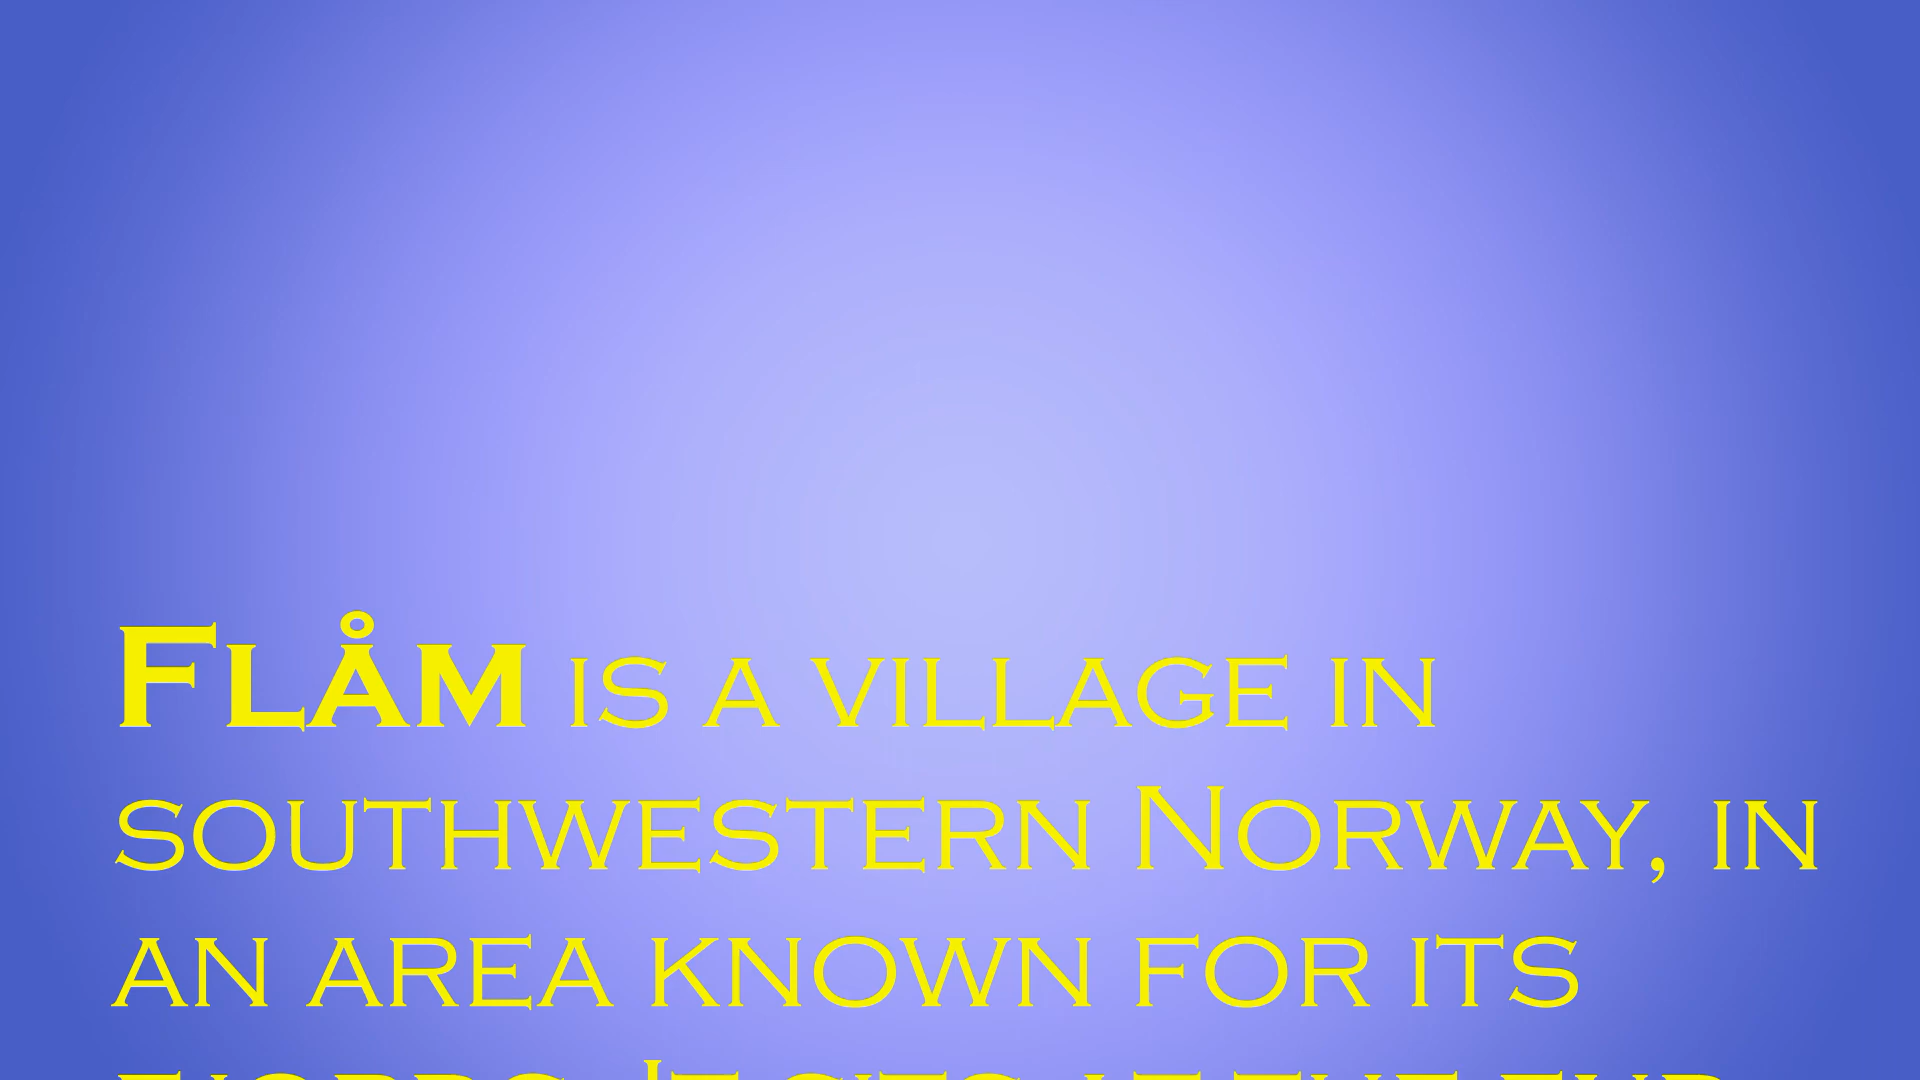 Flåm is a village in
southwestern Norway, in
an area known for its